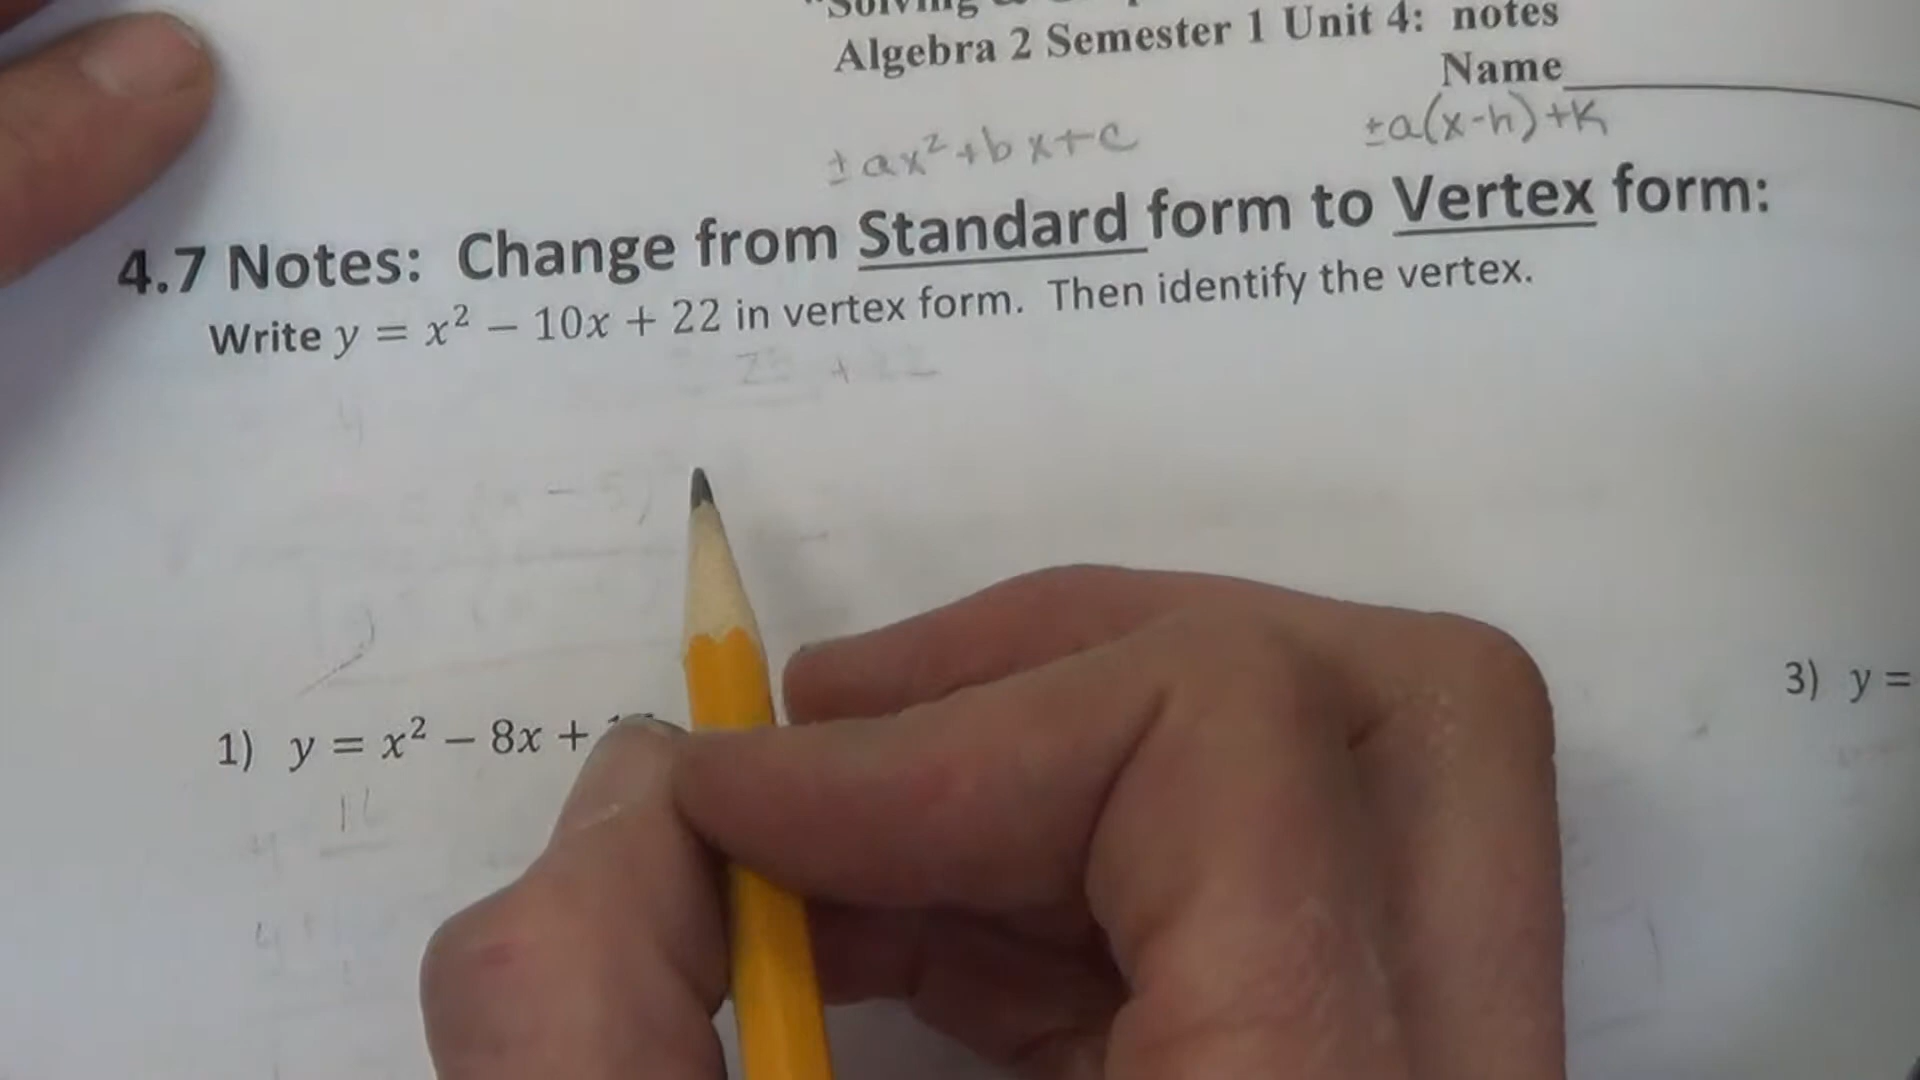 Algebra 2 Semester 1 Unit 4: notes
Name
±ax²+bx+c ±a(x-h)+K
4.7 Notes: Change from Standard form to Vertex form:
Write y = x² − 10x + 22 in vertex form. Then identify the vertex.
- 5)
3) y =
1) y = x² − 8x +